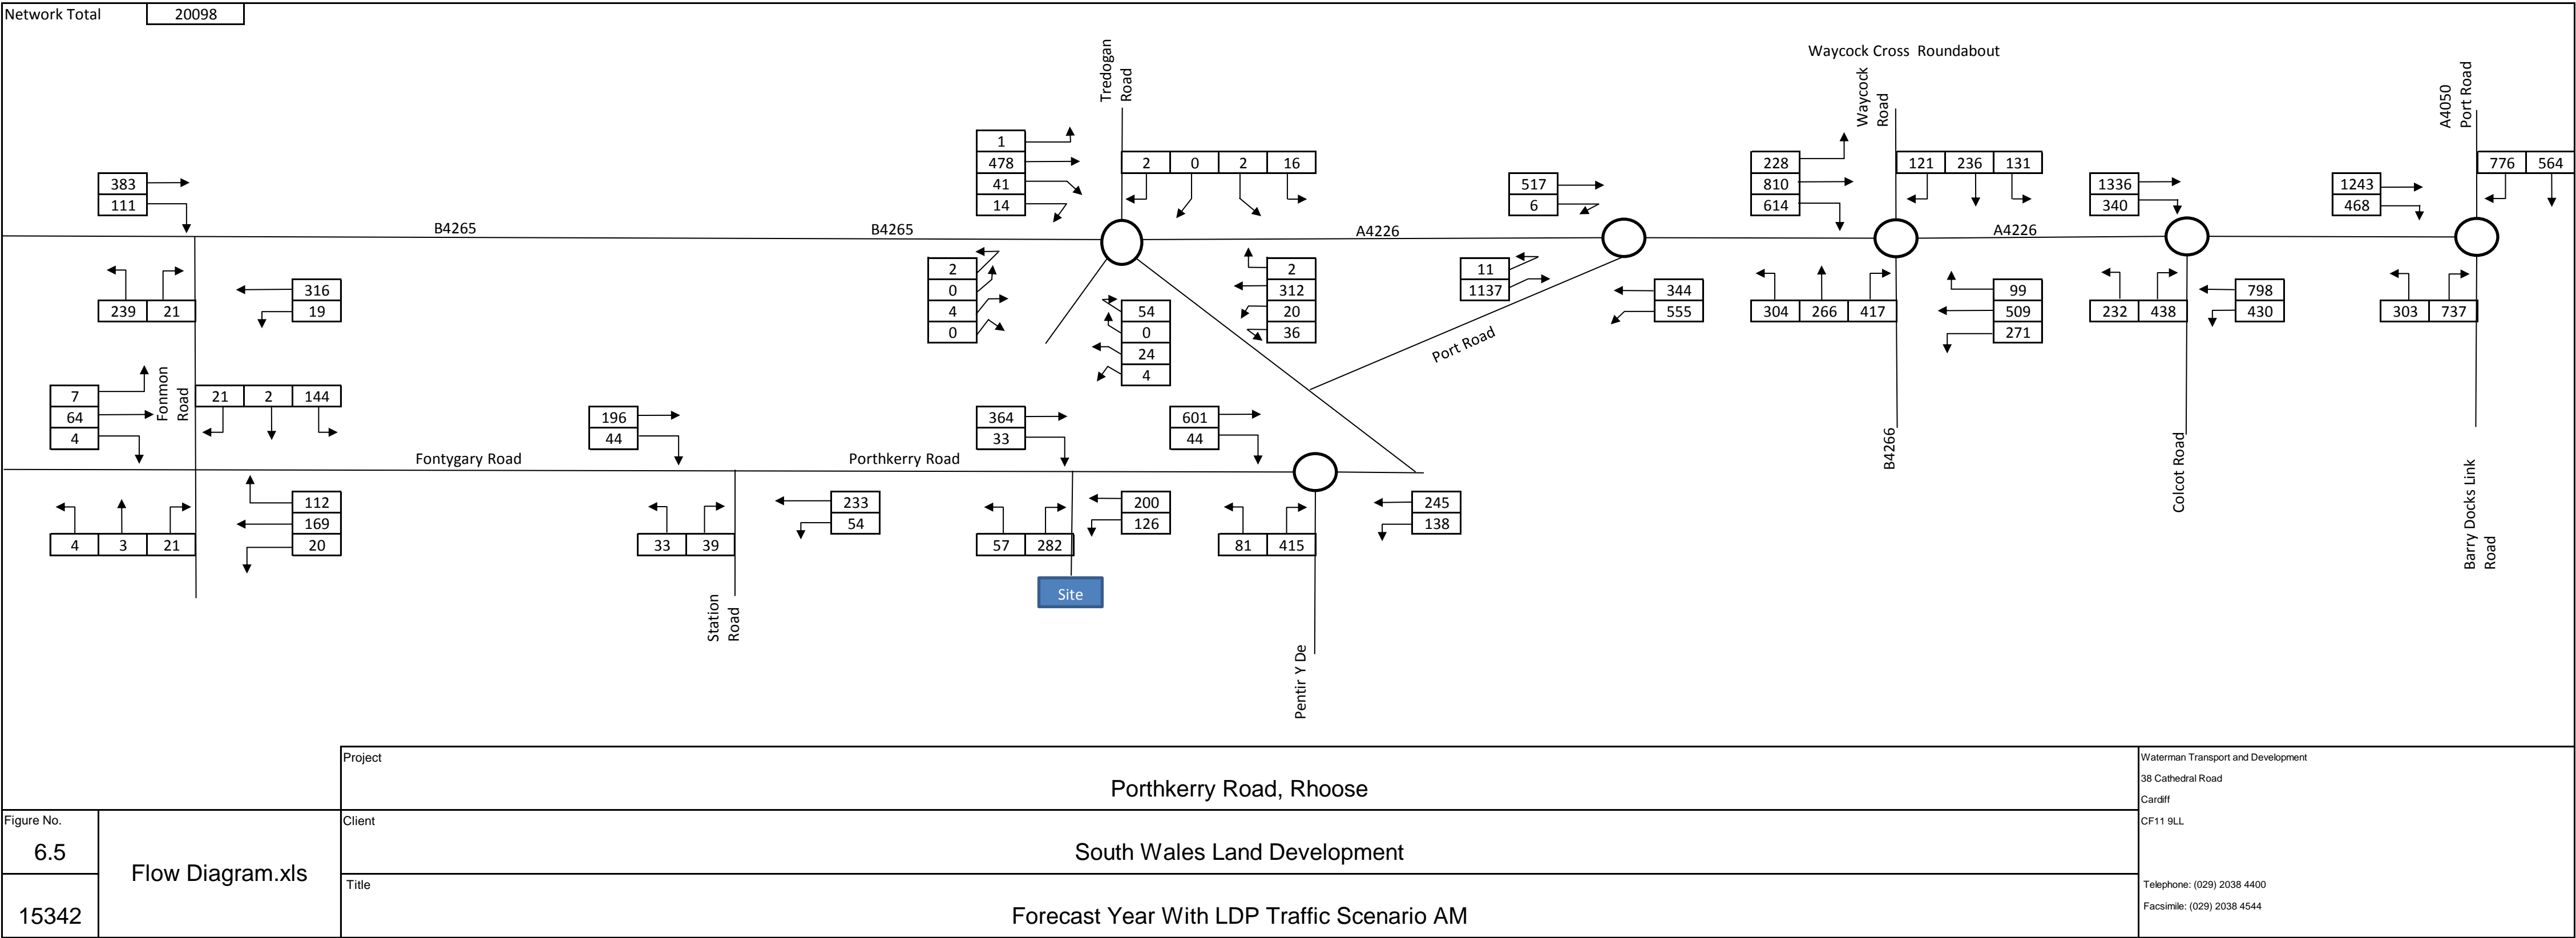 Network Total 20098
Waycock Cross Roundabout
Tredogan
Road
Waycock
Road
A4050
Port Road
1
478
41
14
2 0 2 16
383
111
517
6
228
810
614
121 236 131
1336
340
1243
468
776 564
B4265
B4265
A4226
A4226
239 21
316
19
2
0
4
0
54
0
24
4
2
312
20
36
11
1137
344
555
304 266 417
99
509
271
232 438
798
430
303 737
Port Road
7
64
4
Fonmon
Road
21 2 144
196
44
364
33
601
44
Fontygary Road
Porthkerry Road
B4266
Colcot Road
Barry Docks Link
Road
4 3 21
112
169
20
33 39
233
54
57 282
200
126
81 415
245
138
Site
Station
Road
Pentir Y De
Project
Porthkerry Road, Rhoose
Waterman Transport and Development
38 Cathedral Road
Cardiff
CF11 9LL
Figure No.
6.5
Flow Diagram.xls
Client
South Wales Land Development
15342
Title
Forecast Year With LDP Traffic Scenario AM
Telephone: (029) 2038 4400
Facsimile: (029) 2038 4544